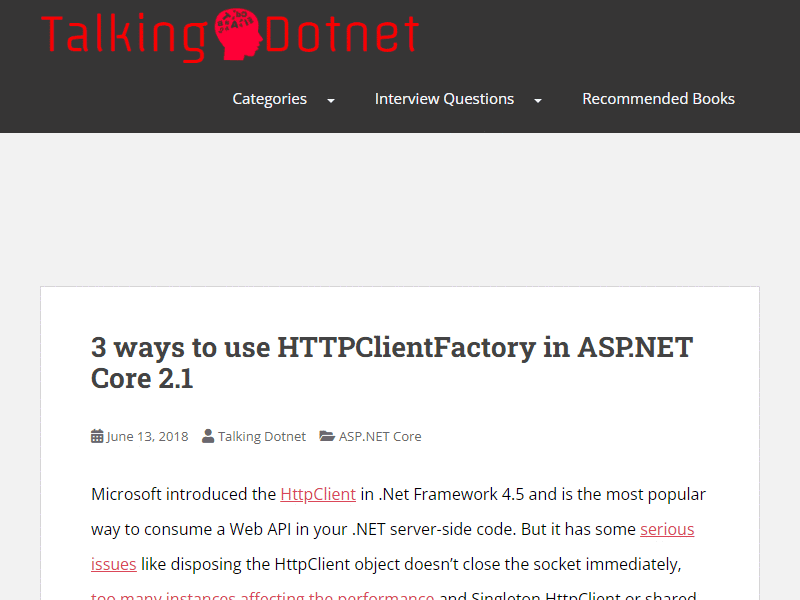 Talking Dotnet
Categories Interview Questions Recommended Books
3 ways to use HTTPClientFactory in ASP.NET
Core 2.1
June 13, 2018 Talking Dotnet ASP.NET Core
Microsoft introduced the HttpClient in .Net Framework 4.5 and is the most popular
way to consume a Web API in your .NET server-side code. But it has some serious
issues like disposing the HttpClient object doesn’t close the socket immediately,
too many instances affecting the performance and Singleton HttpClient or shared